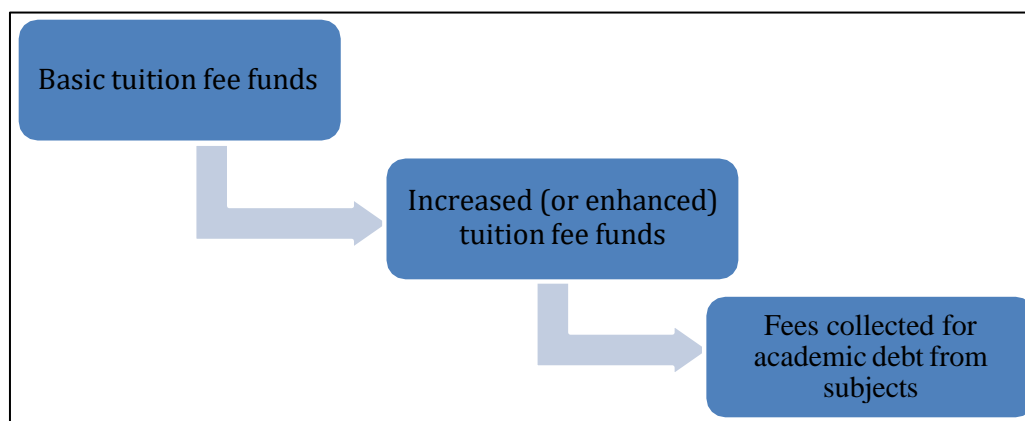 Basic tuition fee funds
Increased (or enhanced)
tuition fee funds
Fees collected for
academic debt from
subjects